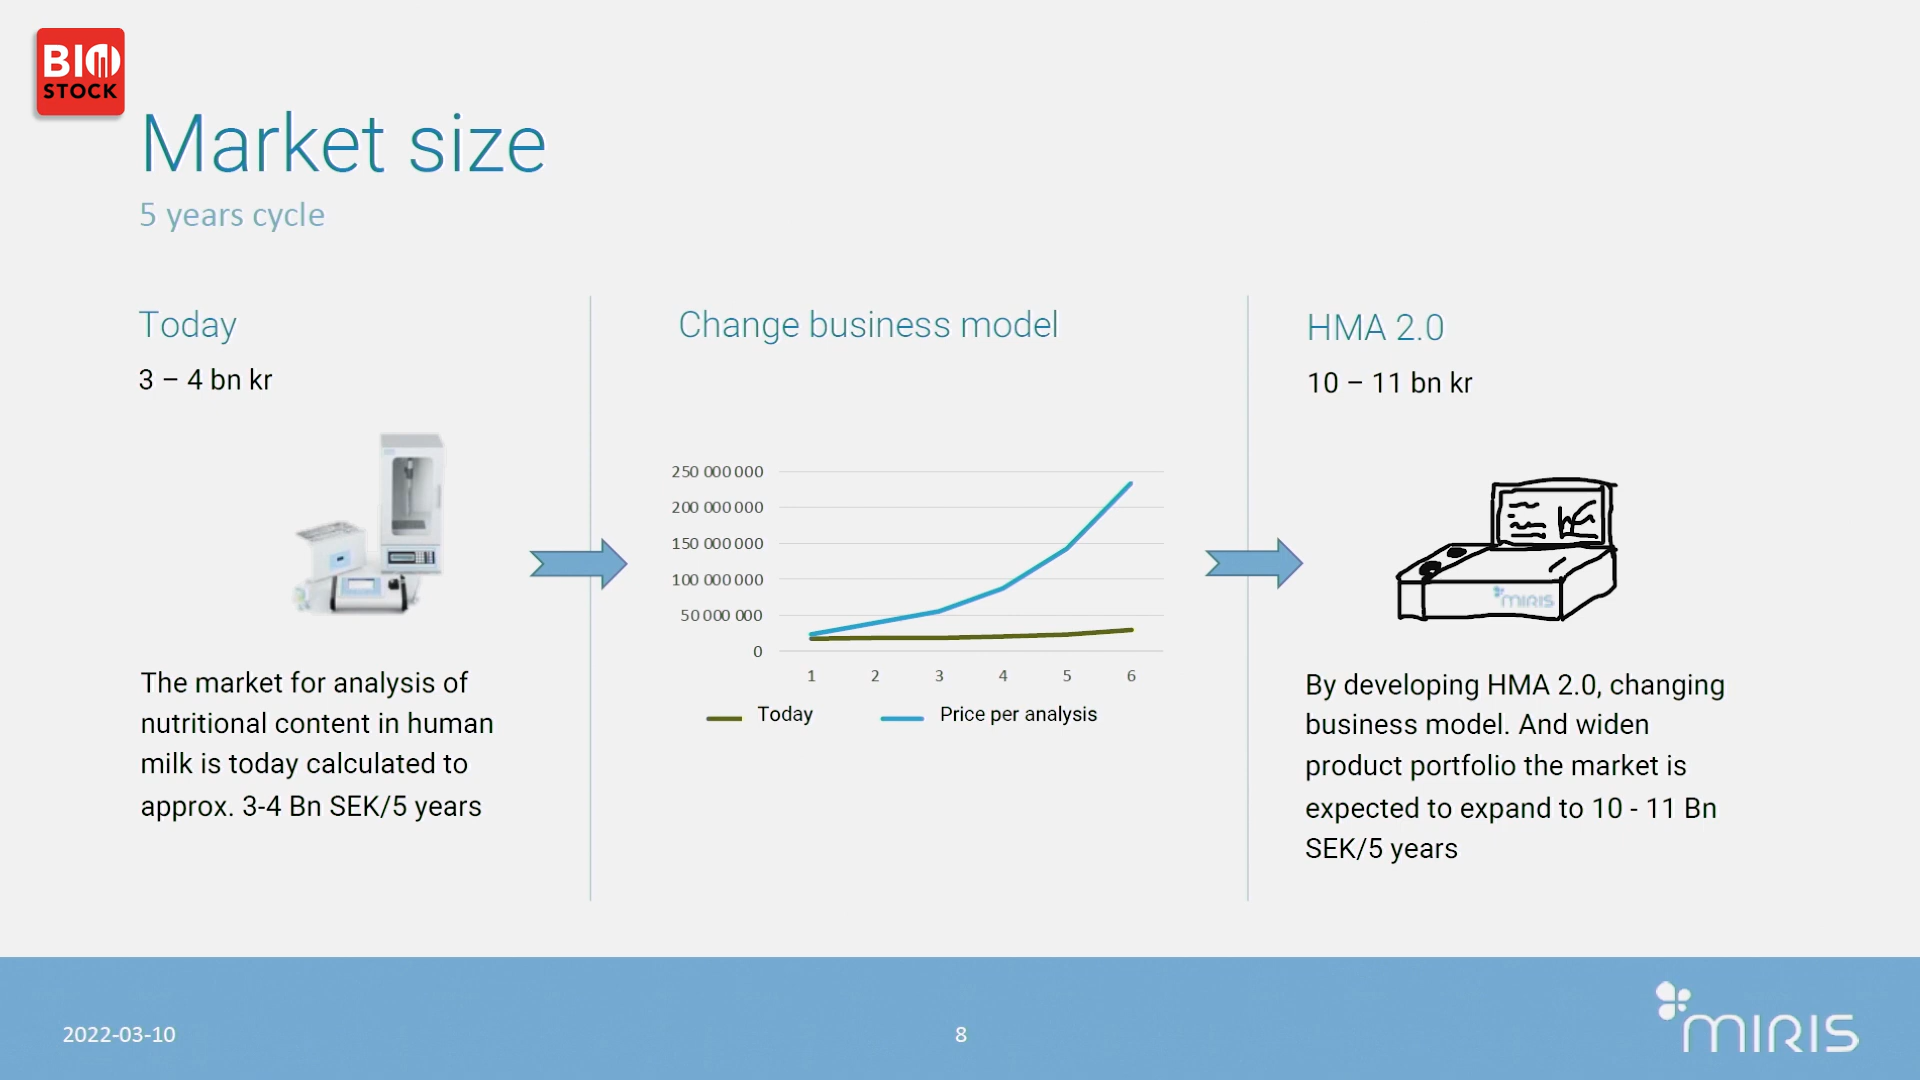 BIO
STOCK
Market size
5 years cycle
Today
3 – 4 bn kr
The market for analysis of
nutritional content in human
milk is today calculated to
approx. 3-4 Bn SEK/5 years
Change business model
250 000 000
200 000 000
150 000 000
100 000 000
50 000 000
0
1 2 3 4 5 6
Today Price per analysis
HMA 2.0
10 – 11 bn kr
MIRIS
By developing HMA 2.0, changing
business model. And widen
product portfolio the market is
expected to expand to 10 - 11 Bn
SEK/5 years
2022-03-10
8
MIRIS